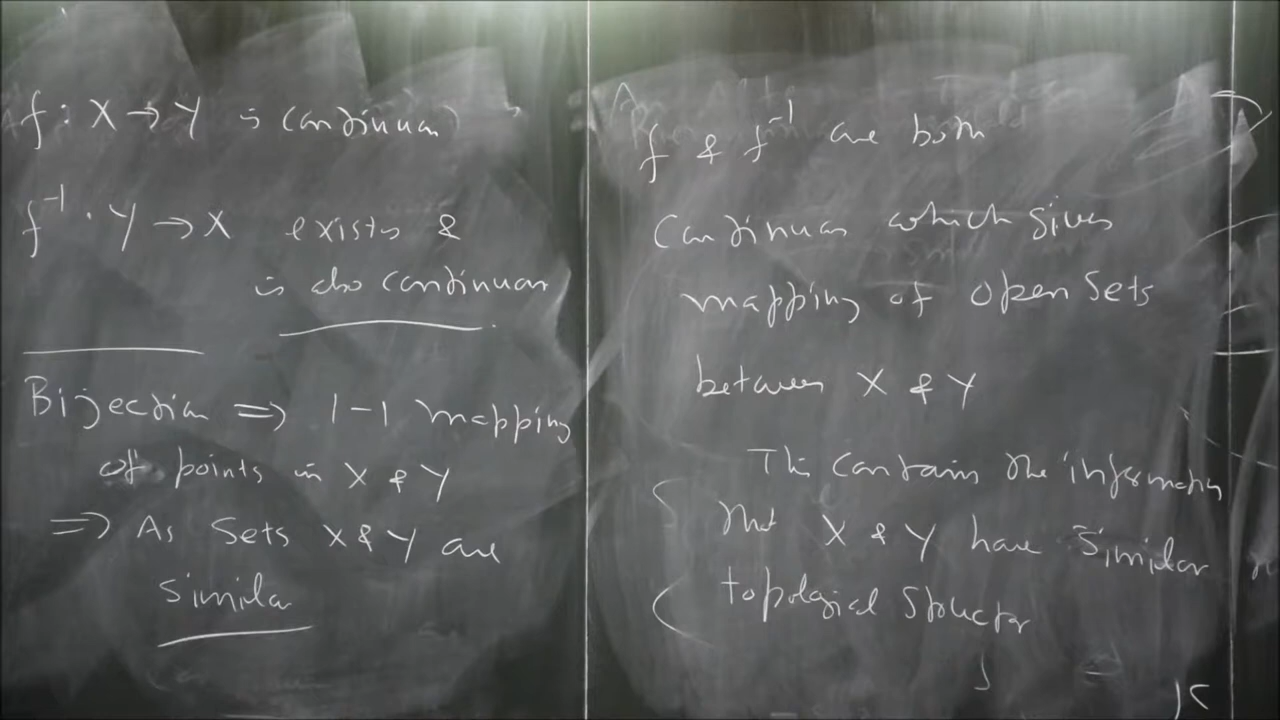 f : X → Y is continuous
f⁻¹ : Y → X exists &
is also continuous
Bijection ⇒ 1-1 mapping
of points in X & Y
⇒ As Sets X & Y are
similar
f & f⁻¹ are both
Continuous which gives
mapping of open sets
between X & Y
This contains the information
that X & Y have similar
topological structure